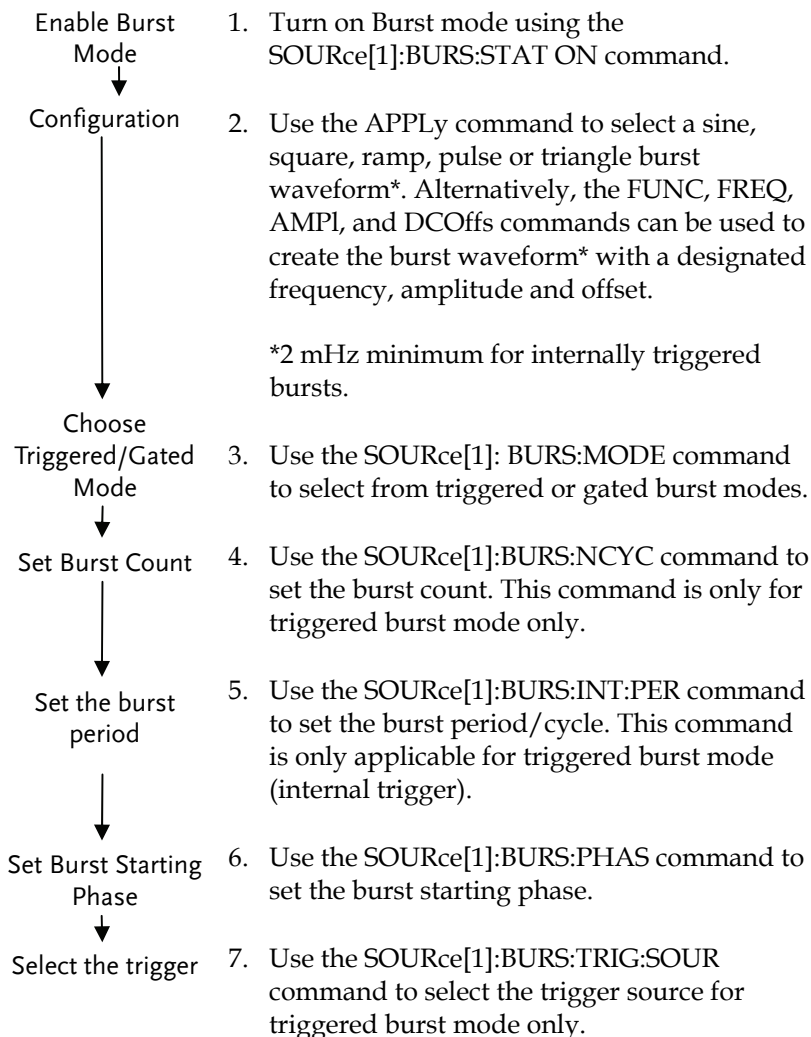 Enable Burst
Mode
1. Turn on Burst mode using the
SOURce[1]:BURS:STAT ON command.
Configuration
2. Use the APPLy command to select a sine,
square, ramp, pulse or triangle burst
waveform*. Alternatively, the FUNC, FREQ,
AMPl, and DCOffs commands can be used to
create the burst waveform* with a designated
frequency, amplitude and offset.
*2 mHz minimum for internally triggered
bursts.
Choose
Triggered/Gated
Mode
3. Use the SOURce[1]: BURS:MODE command
to select from triggered or gated burst modes.
Set Burst Count
4. Use the SOURce[1]:BURS:NCYC command to
set the burst count. This command is only for
triggered burst mode only.
Set the burst
period
5. Use the SOURce[1]:BURS:INT:PER command
to set the burst period/cycle. This command
is only applicable for triggered burst mode
(internal trigger).
Set Burst Starting
Phase
6. Use the SOURce[1]:BURS:PHAS command to
set the burst starting phase.
Select the trigger
7. Use the SOURce[1]:BURS:TRIG:SOUR
command to select the trigger source for
triggered burst mode only.